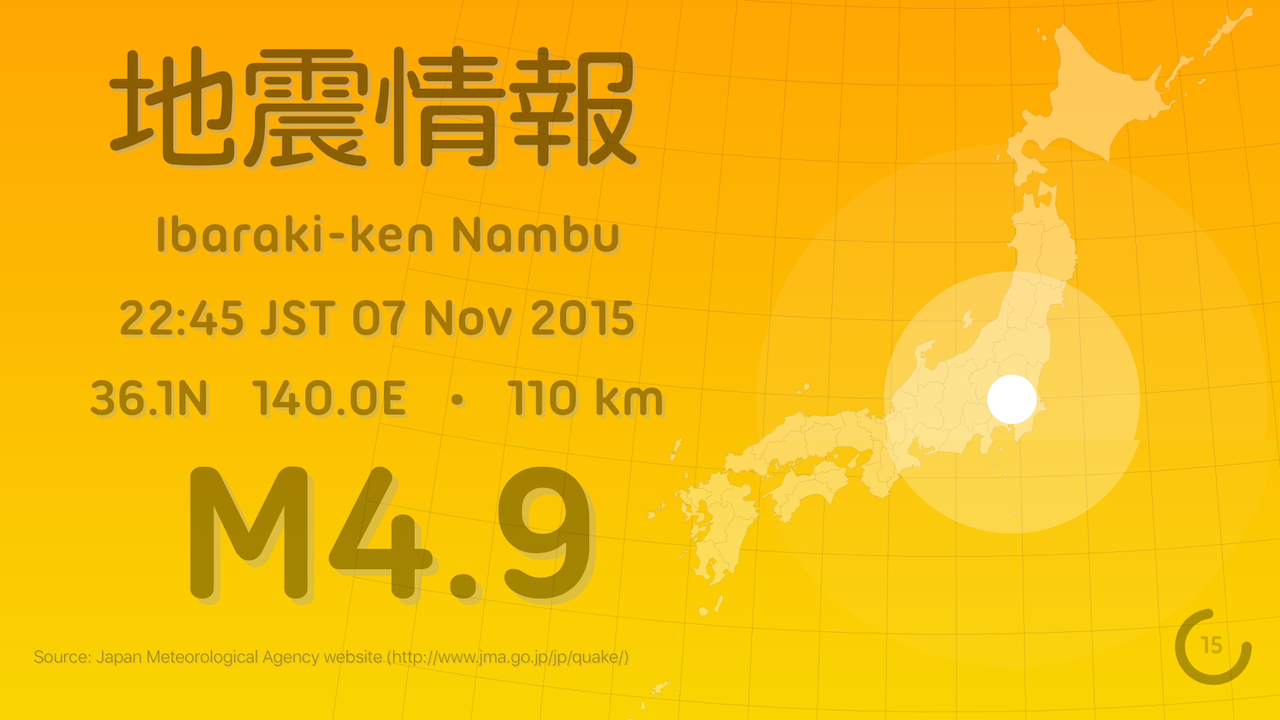 地震情報
Ibaraki-ken Nambu
22:45 JST 07 Nov 2015
36.1N 140.0E • 110 km
M4.9
Source: Japan Meteorological Agency website (http://www.jma.go.jp/jp/quake/)
15